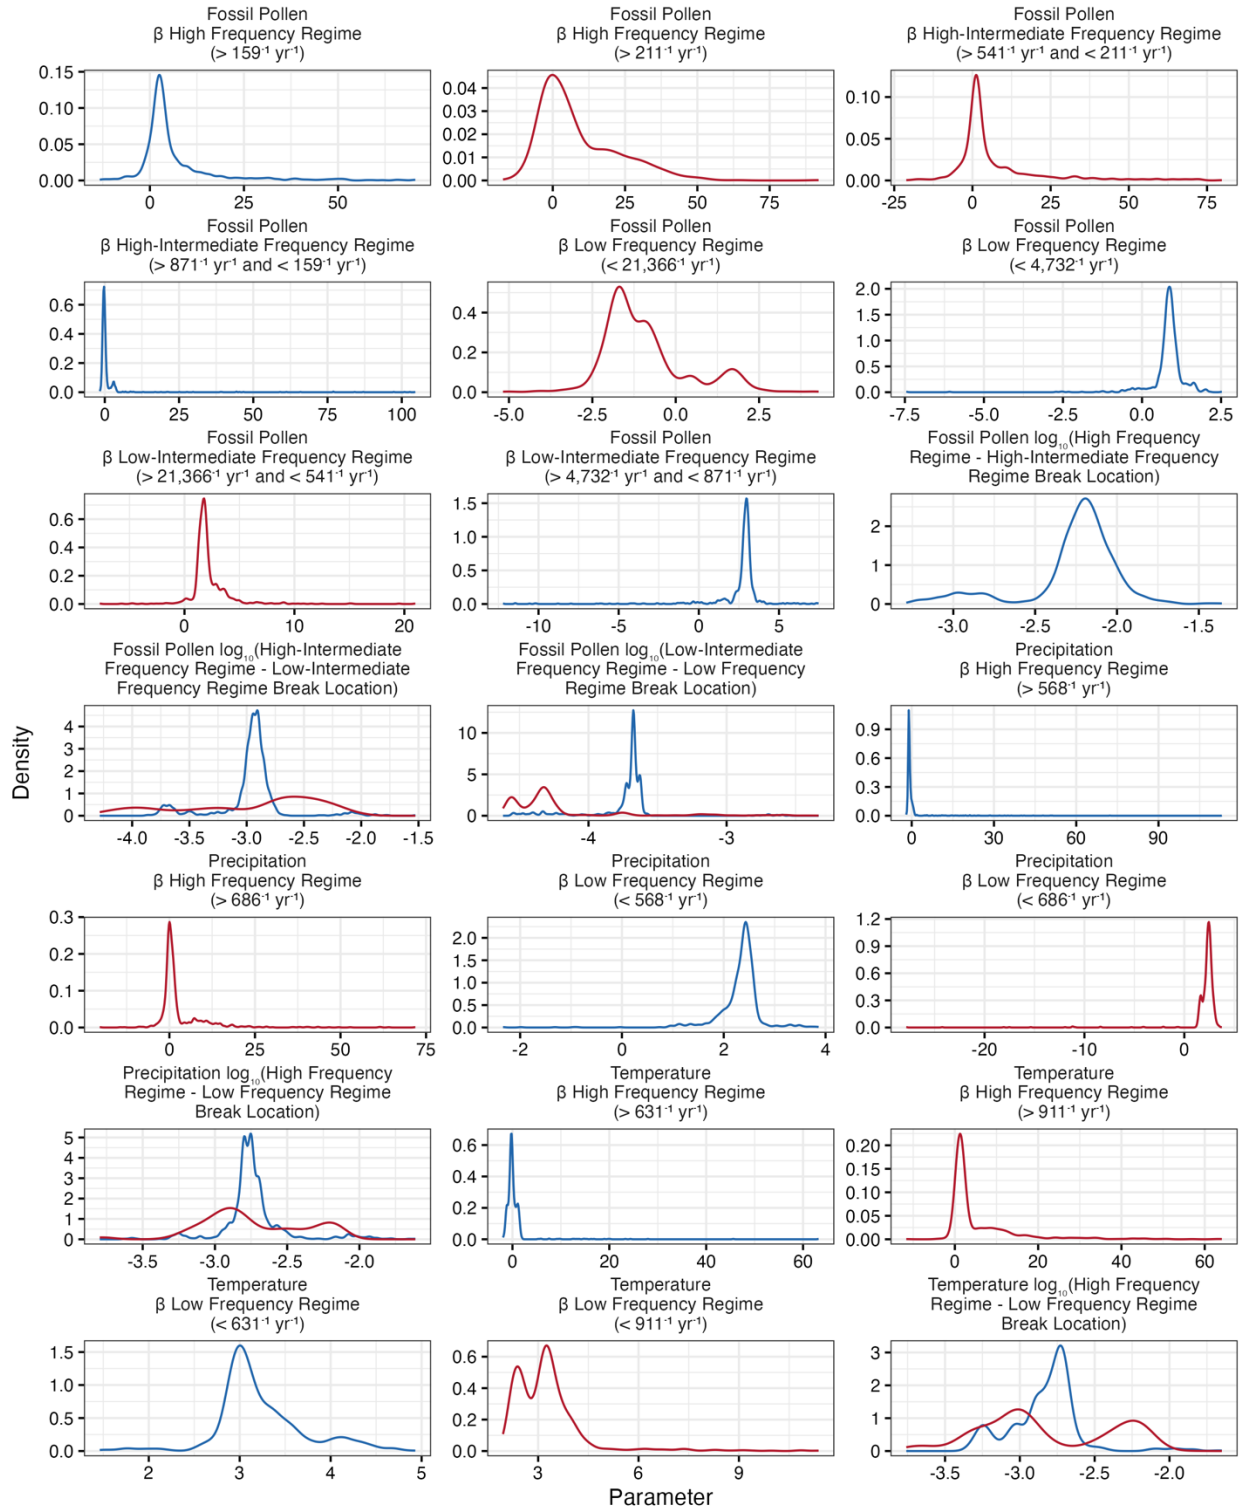 Fossil Pollen
β High Frequency Regime
(> 159⁻¹ yr⁻¹)
0.15
0.10
0.05
0.00
0
25
50
Fossil Pollen
β High Frequency Regime
(> 211⁻¹ yr⁻¹)
0.04
0.03
0.02
0.01
0.00
0
25
50
75
Fossil Pollen
β High-Intermediate Frequency Regime
(> 541⁻¹ yr⁻¹ and < 211⁻¹ yr⁻¹)
0.10
0.05
0.00
-25
0
25
50
75
Fossil Pollen
β High-Intermediate Frequency Regime
(> 871⁻¹ yr⁻¹ and < 159⁻¹ yr⁻¹)
0.6
0.4
0.2
0.0
0
25
50
75
100
Fossil Pollen
β Low Frequency Regime
(< 21,366⁻¹ yr⁻¹)
0.4
0.2
0.0
-5.0
-2.5
0.0
2.5
Fossil Pollen
β Low Frequency Regime
(< 4,732⁻¹ yr⁻¹)
2.0
1.5
1.0
0.5
0.0
-7.5
-5.0
-2.5
0.0
2.5
Fossil Pollen
β Low-Intermediate Frequency Regime
(> 21,366⁻¹ yr⁻¹ and < 541⁻¹ yr⁻¹)
0.6
0.4
0.2
0.0
0
10
20
Fossil Pollen
β Low-Intermediate Frequency Regime
(> 4,732⁻¹ yr⁻¹ and < 871⁻¹ yr⁻¹)
1.5
1.0
0.5
0.0
-10
-5
0
5
Fossil Pollen log₁₀(High Frequency
Regime - High-Intermediate Frequency
Regime Break Location)
2
1
0
-3.0
-2.5
-2.0
-1.5
Fossil Pollen log₁₀(High-Intermediate
Frequency Regime - Low-Intermediate
Frequency Regime Break Location)
4
3
2
1
0
-4.0
-3.5
-3.0
-2.5
-2.0
-1.5
Fossil Pollen log₁₀(Low-Intermediate
Frequency Regime - Low Frequency
Regime Break Location)
10
5
0
-4
-3
Precipitation
β High Frequency Regime
(> 568⁻¹ yr⁻¹)
0.9
0.6
0.3
0.0
0
30
60
90
Precipitation
β High Frequency Regime
(> 686⁻¹ yr⁻¹)
0.3
0.2
0.1
0.0
0
25
50
75
Precipitation
β Low Frequency Regime
(< 568⁻¹ yr⁻¹)
2.0
1.5
1.0
0.5
0.0
-2
0
2
4
Precipitation
β Low Frequency Regime
(< 686⁻¹ yr⁻¹)
1.2
0.9
0.6
0.3
0.0
-20
-10
0
Precipitation log₁₀(High Frequency
Regime - Low Frequency Regime
Break Location)
5
4
3
2
1
0
-3.5
-3.0
-2.5
-2.0
Temperature
β High Frequency Regime
(> 631⁻¹ yr⁻¹)
0.6
0.4
0.2
0.0
0
20
40
60
Temperature
β High Frequency Regime
(> 911⁻¹ yr⁻¹)
0.20
0.15
0.10
0.05
0.00
0
20
40
60
Temperature
β Low Frequency Regime
(< 631⁻¹ yr⁻¹)
1.5
1.0
0.5
0.0
2
3
4
5
Temperature
β Low Frequency Regime
(< 911⁻¹ yr⁻¹)
0.6
0.4
0.2
0.0
3
6
9
Temperature log₁₀(High Frequency
Regime - Low Frequency Regime
Break Location)
3
2
1
0
-3.5
-3.0
-2.5
-2.0
Density
Parameter